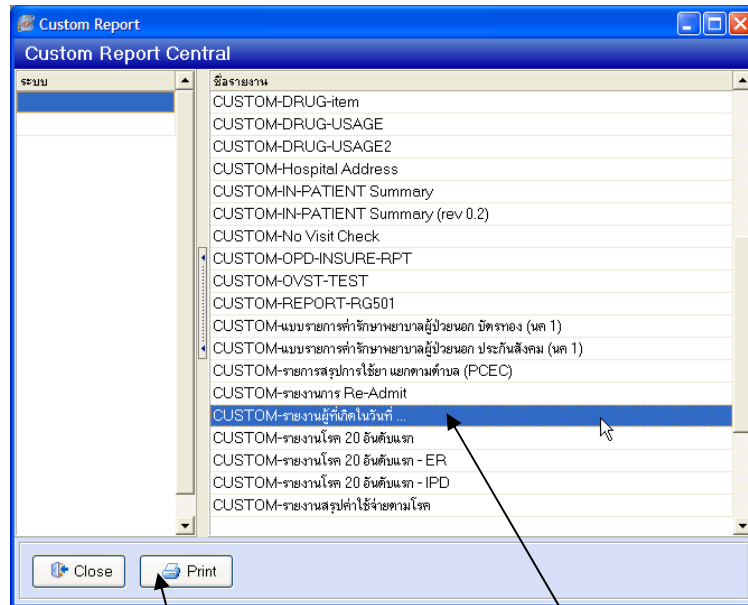 Custom Report
Custom Report Central
ระบบ
ชื่อรายงาน
CUSTOM-DRUG-item
CUSTOM-DRUG-USAGE
CUSTOM-DRUG-USAGE2
CUSTOM-Hospital Address
CUSTOM-IN-PATIENT Summary
CUSTOM-IN-PATIENT Summary (rev 0.2)
CUSTOM-No Visit Check
CUSTOM-OPD-INSURE-RPT
CUSTOM-OVST-TEST
CUSTOM-REPORT-RG501
CUSTOM-แบบรายการค่ารักษาพยาบาลผู้ป่วยนอก บัตรทอง (นค 1)
CUSTOM-แบบรายการค่ารักษาพยาบาลผู้ป่วยนอก ประกันสังคม (นค 1)
CUSTOM-รายการสรุปการใช้ยา แยกตามตำบล (PCEC)
CUSTOM-รายงานการ Re-Admit
CUSTOM-รายงานผู้ที่เกิดในวันที่ ...
CUSTOM-รายงานโรค 20 อันดับแรก
CUSTOM-รายงานโรค 20 อันดับแรก - ER
CUSTOM-รายงานโรค 20 อันดับแรก - IPD
CUSTOM-รายงานสรุปค่าใช้จ่ายตามโรค
Close
Print